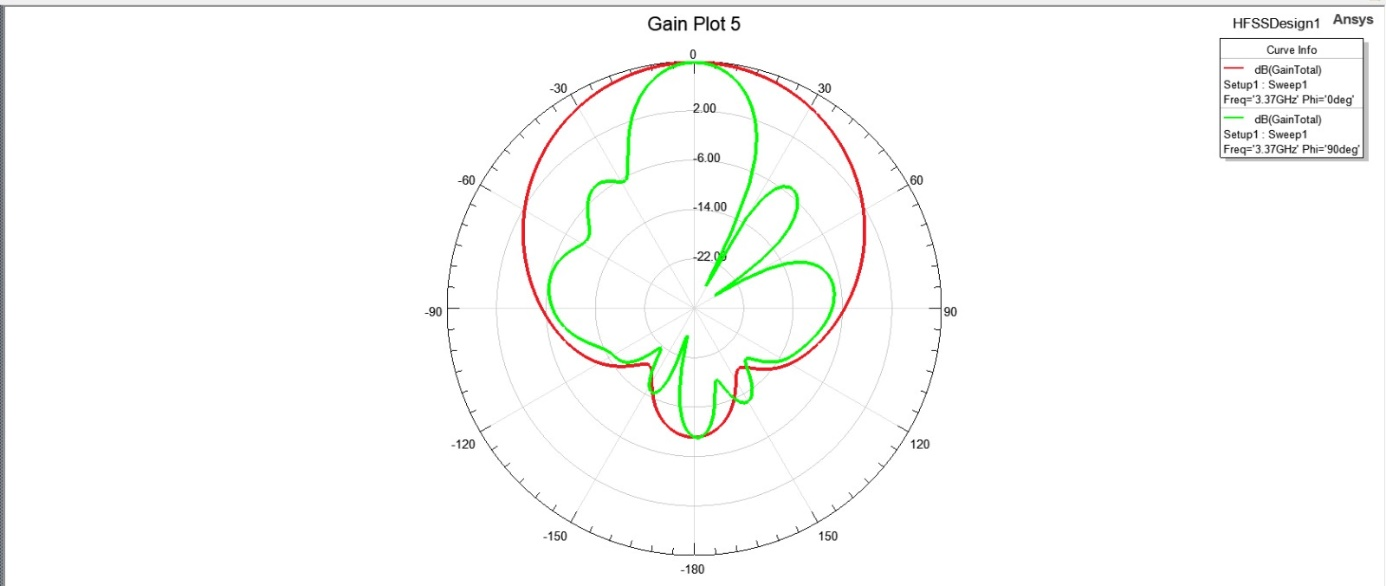 Gain Plot 5
HFSSDesign1 Ansys
Curve Info
dB(GainTotal)
Setup1 : Sweep1
Freq='3.37GHz' Phi='0deg'
dB(GainTotal)
Setup1 : Sweep1
Freq='3.37GHz' Phi='90deg'
0
-30
30
2.00
-6.00
-60
60
-14.00
-22.00
-90
90
-120
120
-150
150
-180